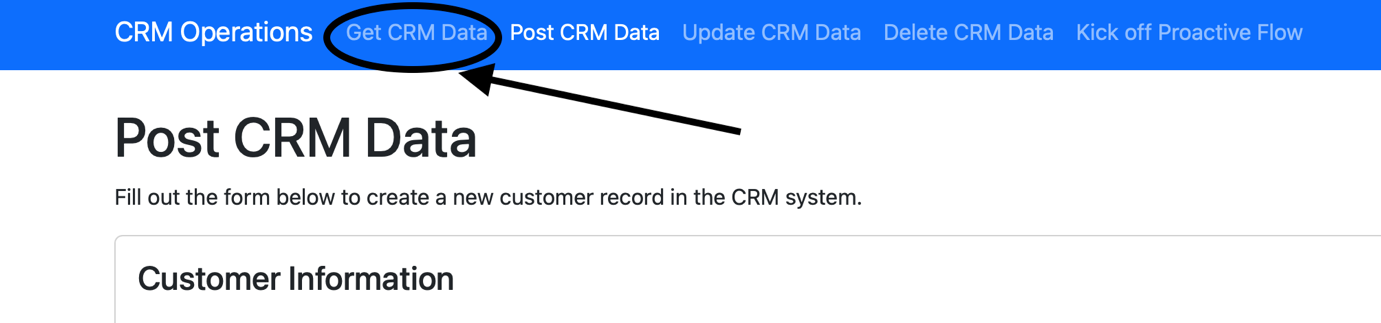 CRM Operations Get CRM Data Post CRM Data Update CRM Data Delete CRM Data Kick off Proactive Flow
Post CRM Data
Fill out the form below to create a new customer record in the CRM system.
Customer Information